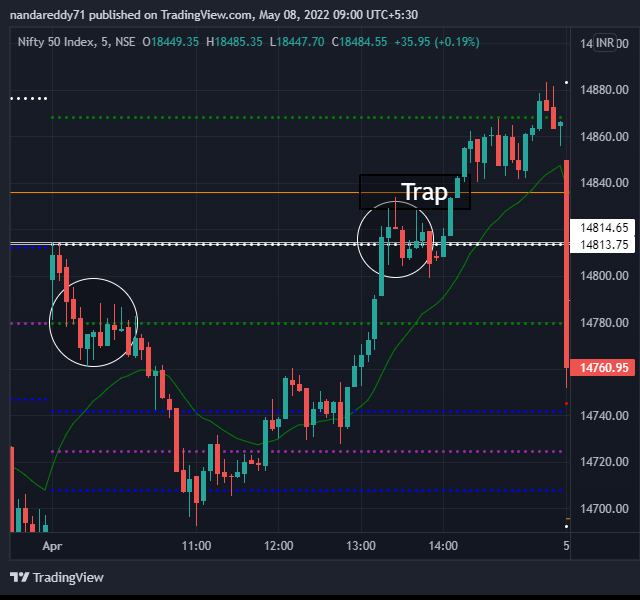 nandareddy71 published on TradingView.com, May 08, 2022 09:00 UTC+5:30
Nifty 50 Index, 5, NSE O18449.35 H18485.35 L18447.70 C18484.55 +35.95 (+0.19%)
INR
14880.00
14860.00
14840.00
Trap
14814.65
14813.75
14800.00
14780.00
14760.95
14740.00
14720.00
14700.00
Apr 11:00 12:00 13:00 14:00 5
TradingView